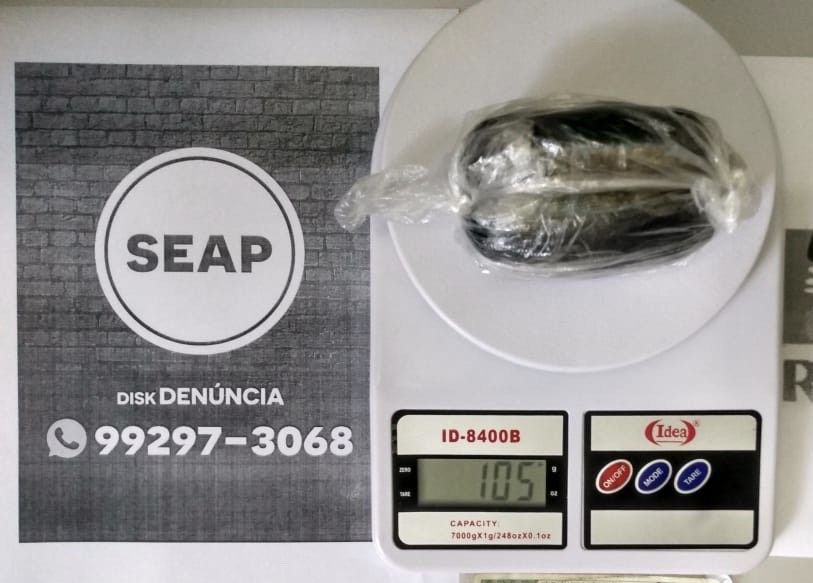 SEAP
DISK DENÚNCIA
99297-3068
ID-8400B
ZERO
TARE
105
g
oz
CAPACITY:
7000gX1g/248ozX0.1oz
Idea®
ON/OFF
MODE
TARE
R